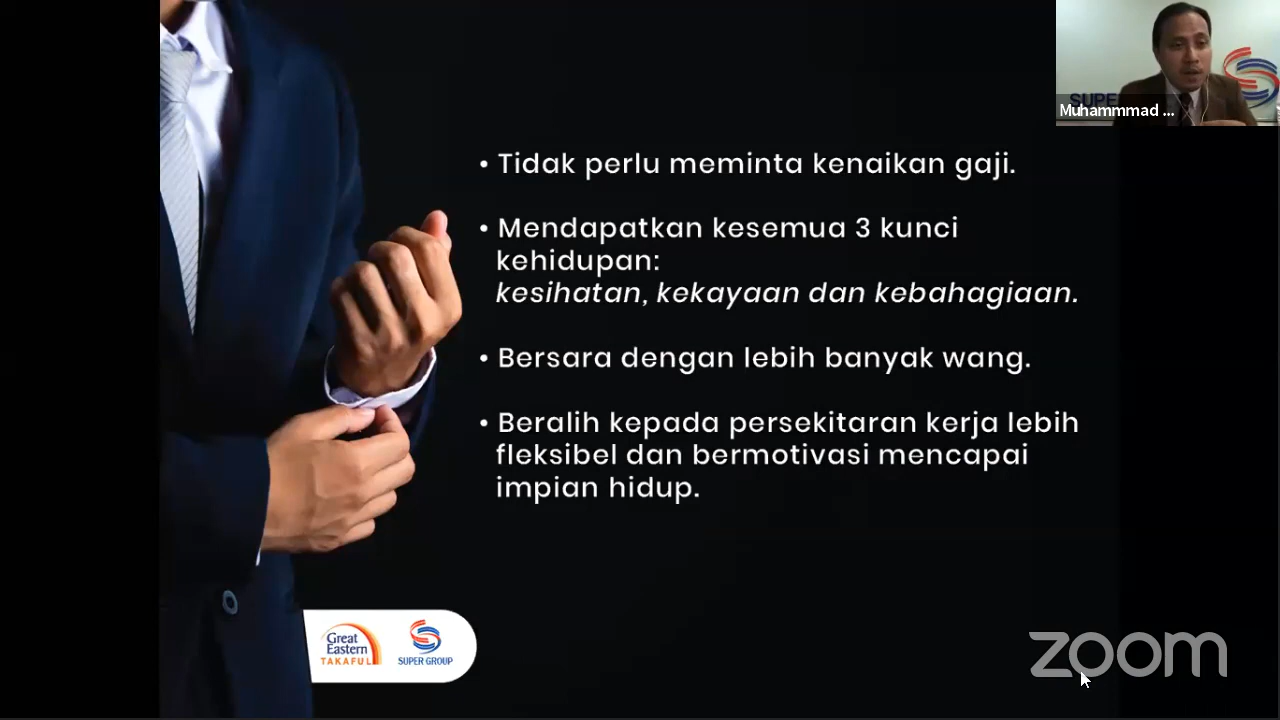 SUPE
Muhammmad ...
• Tidak perlu meminta kenaikan gaji.
• Mendapatkan kesemua 3 kunci
kehidupan:
kesihatan, kekayaan dan kebahagiaan.
• Bersara dengan lebih banyak wang.
• Beralih kepada persekitaran kerja lebih
fleksibel dan bermotivasi mencapai
impian hidup.
Great
Eastern
TAKAFUL
SUPER GROUP
zoom